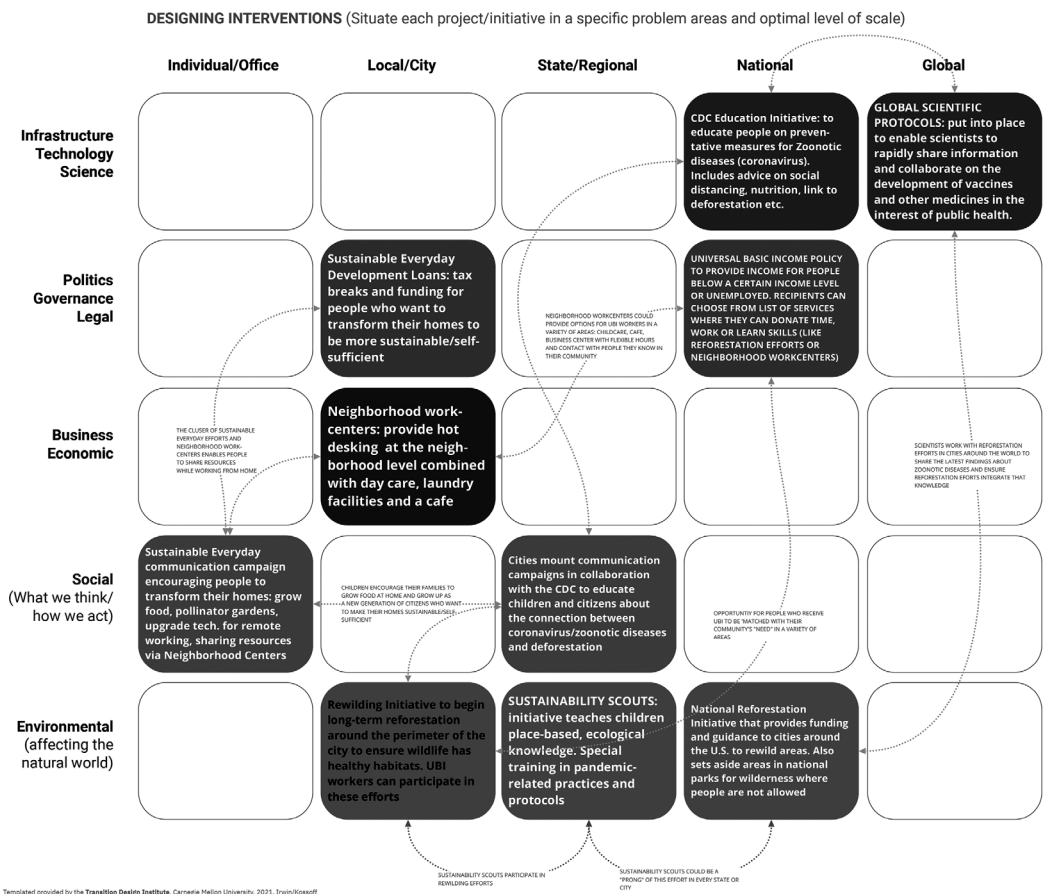 DESIGNING INTERVENTIONS (Situate each project/initiative in a specific problem areas and optimal level of scale)
Individual/Office
Local/City
State/Regional
National
Global
Infrastructure
Technology
Science
CDC Education Initiative: to
educate people on preven-
tative measures for Zoonotic
diseases (coronavirus).
Includes advice on social
distancing, nutrition, link to
deforestation etc.
GLOBAL SCIENTIFIC
PROTOCOLS: put into place
to enable scientists to
rapidly share information
and collaborate on the
development of vaccines
and other medicines in the
interest of public health.
Politics
Governance
Legal
Sustainable Everyday
Development Loans: tax
breaks and funding for
people who want to
transform their homes to
be more sustainable/self-
sufficient
NEIGHBORHOOD WORKCENTERS COULD
PROVIDE OPTIONS FOR UBI WORKERS IN A
VARIETY OF AREAS: CHILDCARE, CAFE,
BUSINESS CENTER WITH FLEXIBLE HOURS
AND CONTACT WITH PEOPLE THEY KNOW IN
THEIR COMMUNITY
UNIVERSAL BASIC INCOME POLICY
TO PROVIDE INCOME FOR PEOPLE
BELOW A CERTAIN INCOME LEVEL
OR UNEMPLOYED. RECIPIENTS CAN
CHOOSE FROM LIST OF SERVICES
WHERE THEY CAN DONATE TIME,
WORK OR LEARN SKILLS (LIKE
REFORESTATION EFFORTS OR
NEIGHBORHOOD WORKCENTERS)
Business
Economic
THE CLUSER OF SUSTAINABLE
EVERYDAY EFFORTS AND
NEIGHBORHOOD WORK-
CENTERS ENABLES PEOPLE
TO SHARE RESOURCES
WHILE WORKING FROM HOME
Neighborhood work-
centers: provide hot
desking at the neigh-
borhood level combined
with day care, laundry
facilities and a cafe
SCIENTISTS WORK WITH REFORESTATION
EFFORTS IN CITIES AROUND THE WORLD TO
SHARE THE LATEST FINDINGS ABOUT
ZOONOTIC DISEASES AND ENSURE
REFORESTATION EFORTS INTEGRATE THAT
KNOWLEDGE
Social
(What we think/
how we act)
Sustainable Everyday
communication campaign
encouraging people to
transform their homes: grow
food, pollinator gardens,
upgrade tech. for remote
working, sharing resources
via Neighborhood Centers
CHILDREN ENCOURAGE THEIR FAMILIES TO
GROW FOOD AT HOME AND GROW UP AS
A NEW GENERATION OF CITIZENS WHO WANT
TO MAKE THEIR HOMES SUSTAINABLE/SELF-
SUFFICIENT
Cities mount communication
campaigns in collaboration
with the CDC to educate
children and citizens about
the connection between
coronavirus/zoonotic diseases
and deforestation
OPPORTUNTIY FOR PEOPLE WHO RECEIVE
UBI TO BE "MATCHED WITH THEIR
COMMUNITY'S "NEED" IN A VARIETY OF
AREAS
Environmental
(affecting the
natural world)
Rewilding Initiative to begin
long-term reforestation
around the perimeter of the
city to ensure wildlife has
healthy habitats. UBI
workers can participate in
these efforts
SUSTAINABILITY SCOUTS:
initiative teaches children
place-based, ecological
knowledge. Special
training in pandemic-
related practices and
protocols
National Reforestation
Initiative that provides funding
and guidance to cities around
the U.S. to rewild areas. Also
sets aside areas in national
parks for wilderness where
people are not allowed
SUSTAINABILITY SCOUTS PARTICIPATE IN
REWILDING EFFORTS
SUSTAINABILITY SCOUTS COULD BE A
"PRONG" OF THIS EFFORT IN EVERY STATE OR
CITY
Templated provided by the Transition Design Institute, Carnegie Mellon University, 2021, Irwin/Kossoff